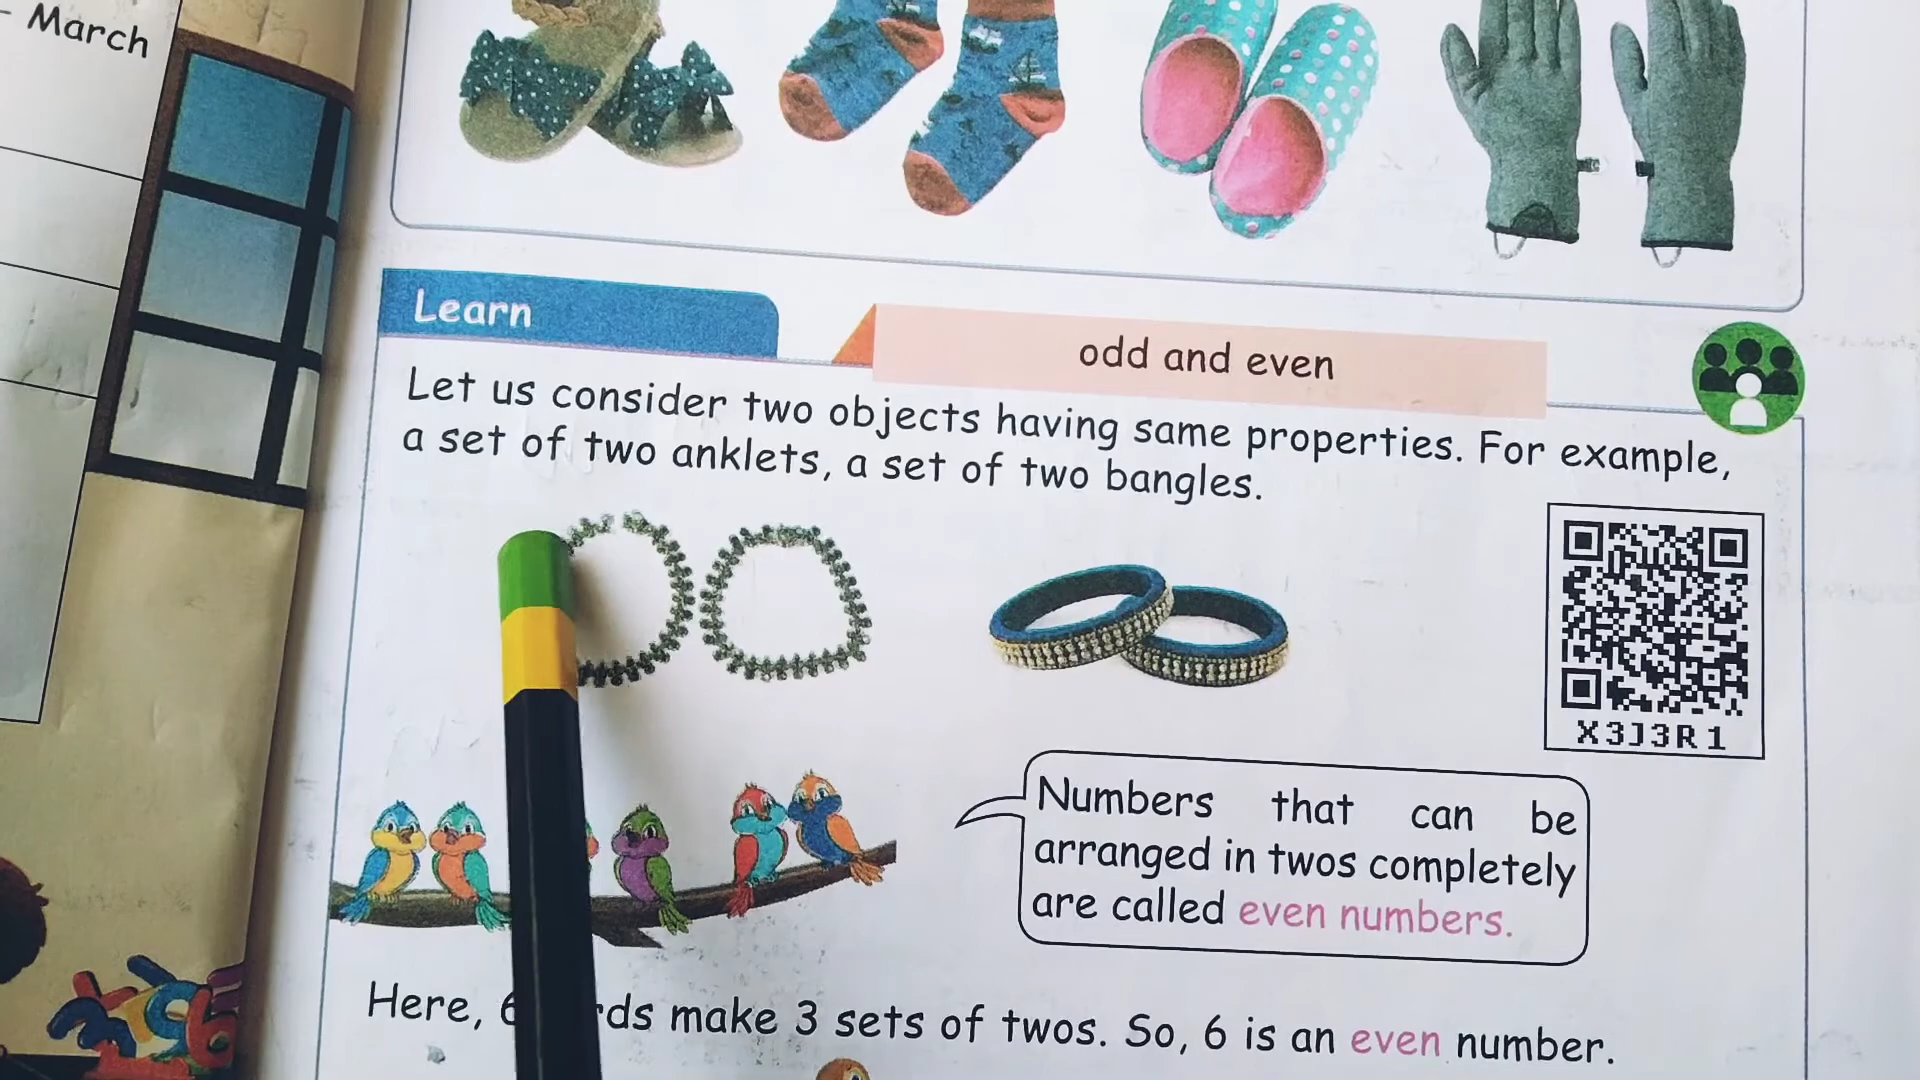 - March
Learn
odd and even
Let us consider two objects having same properties. For example,
a set of two anklets, a set of two bangles.
X3J3R1
Numbers that can be
arranged in twos completely
are called even numbers.
Here, 6 make 3 sets of twos. So, 6 is an even number.